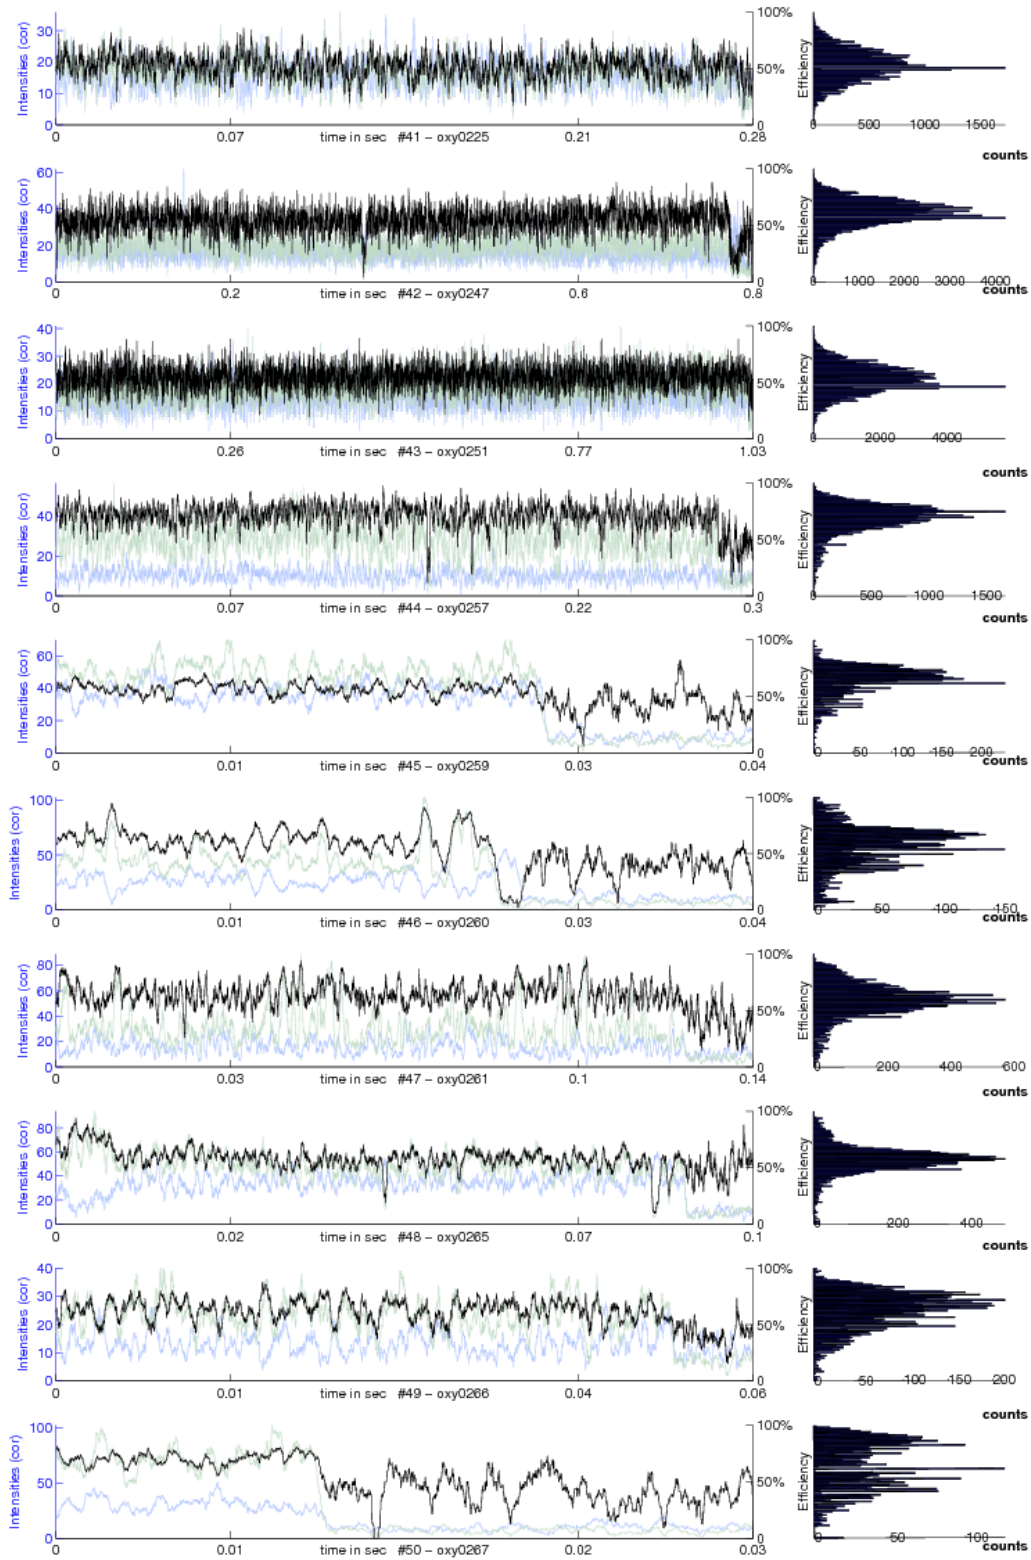 Intensities (cor) 30 20 10 0 100% 50% 0 Efficiency
0 0.07 time in sec #41 – oxy0225 0.21 0.28 0 500 1000 1500
counts
Intensities (cor) 60 40 20 0 100% 50% 0 Efficiency
0 0.2 time in sec #42 – oxy0247 0.6 0.8 0 1000 2000 3000 4000
counts
Intensities (cor) 40 30 20 10 0 100% 50% 0 Efficiency
0 0.26 time in sec #43 – oxy0251 0.77 1.03 0 2000 4000
counts
Intensities (cor) 40 20 0 100% 50% 0 Efficiency
0 0.07 time in sec #44 – oxy0257 0.22 0.3 0 500 1000 1500
counts
Intensities (cor) 60 40 20 0 100% 50% 0 Efficiency
0 0.01 time in sec #45 – oxy0259 0.03 0.04 0 50 100 150 200
counts
Intensities (cor) 100 50 0 100% 50% 0 Efficiency
0 0.01 time in sec #46 – oxy0260 0.03 0.04 0 50 100 150
counts
Intensities (cor) 80 60 40 20 0 100% 50% 0 Efficiency
0 0.03 time in sec #47 – oxy0261 0.1 0.14 0 200 400 600
counts
Intensities (cor) 80 60 40 20 0 100% 50% 0 Efficiency
0 0.02 time in sec #48 – oxy0265 0.07 0.1 0 200 400
counts
Intensities (cor) 40 30 20 10 0 100% 50% 0 Efficiency
0 0.01 time in sec #49 – oxy0266 0.04 0.06 0 50 100 150 200
counts
Intensities (cor) 100 50 0 100% 50% 0 Efficiency
0 0.01 time in sec #50 – oxy0267 0.02 0.03 0 50 100
counts